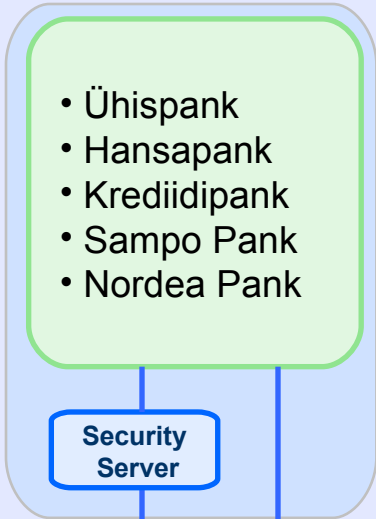 • Ühispank
• Hansapank
• Krediidipank
• Sampo Pank
• Nordea Pank
Security
Server